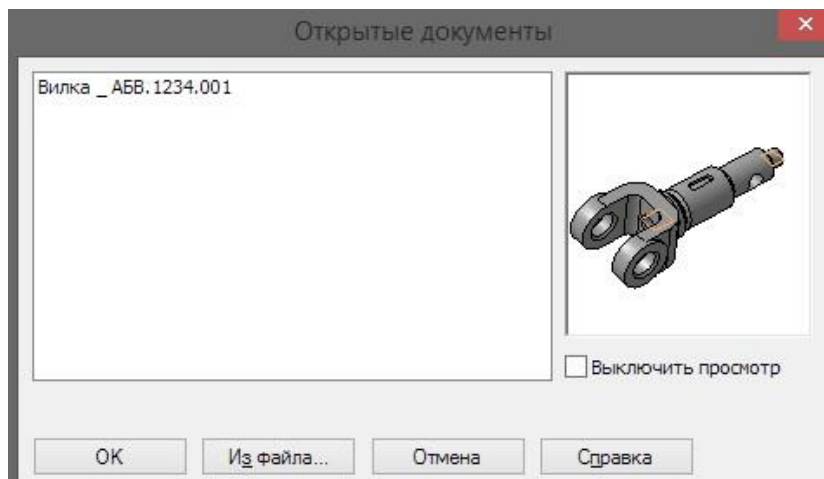 Открытые документы
Вилка _ АБВ.1234.001
Выключить просмотр
OK
Из файла...
Отмена
Справка